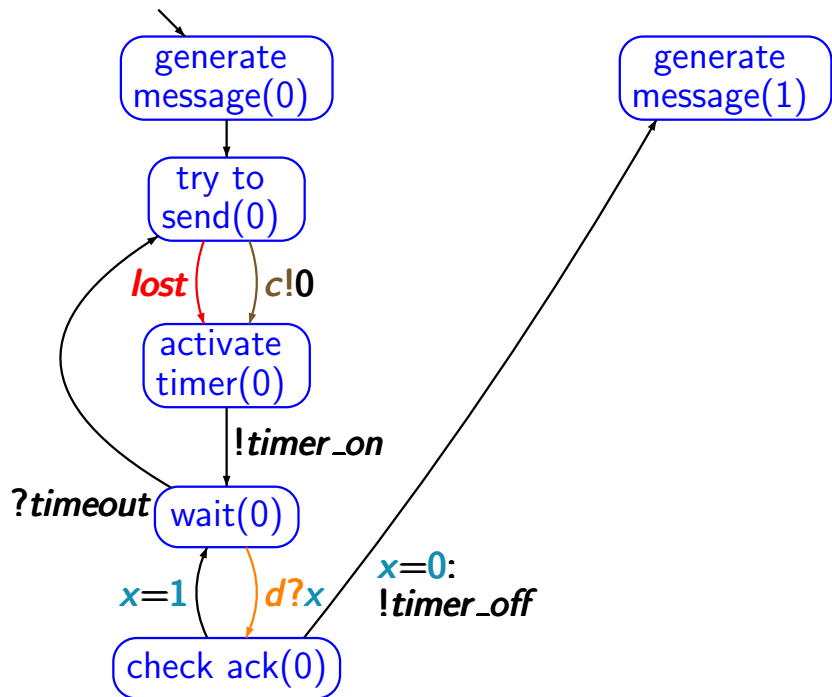 generate
message(0)
generate
message(1)
try to
send(0)
lost
c!0
activate
timer(0)
!timer_on
?timeout
wait(0)
x=1
d?x
x=0:
!timer_off
check ack(0)